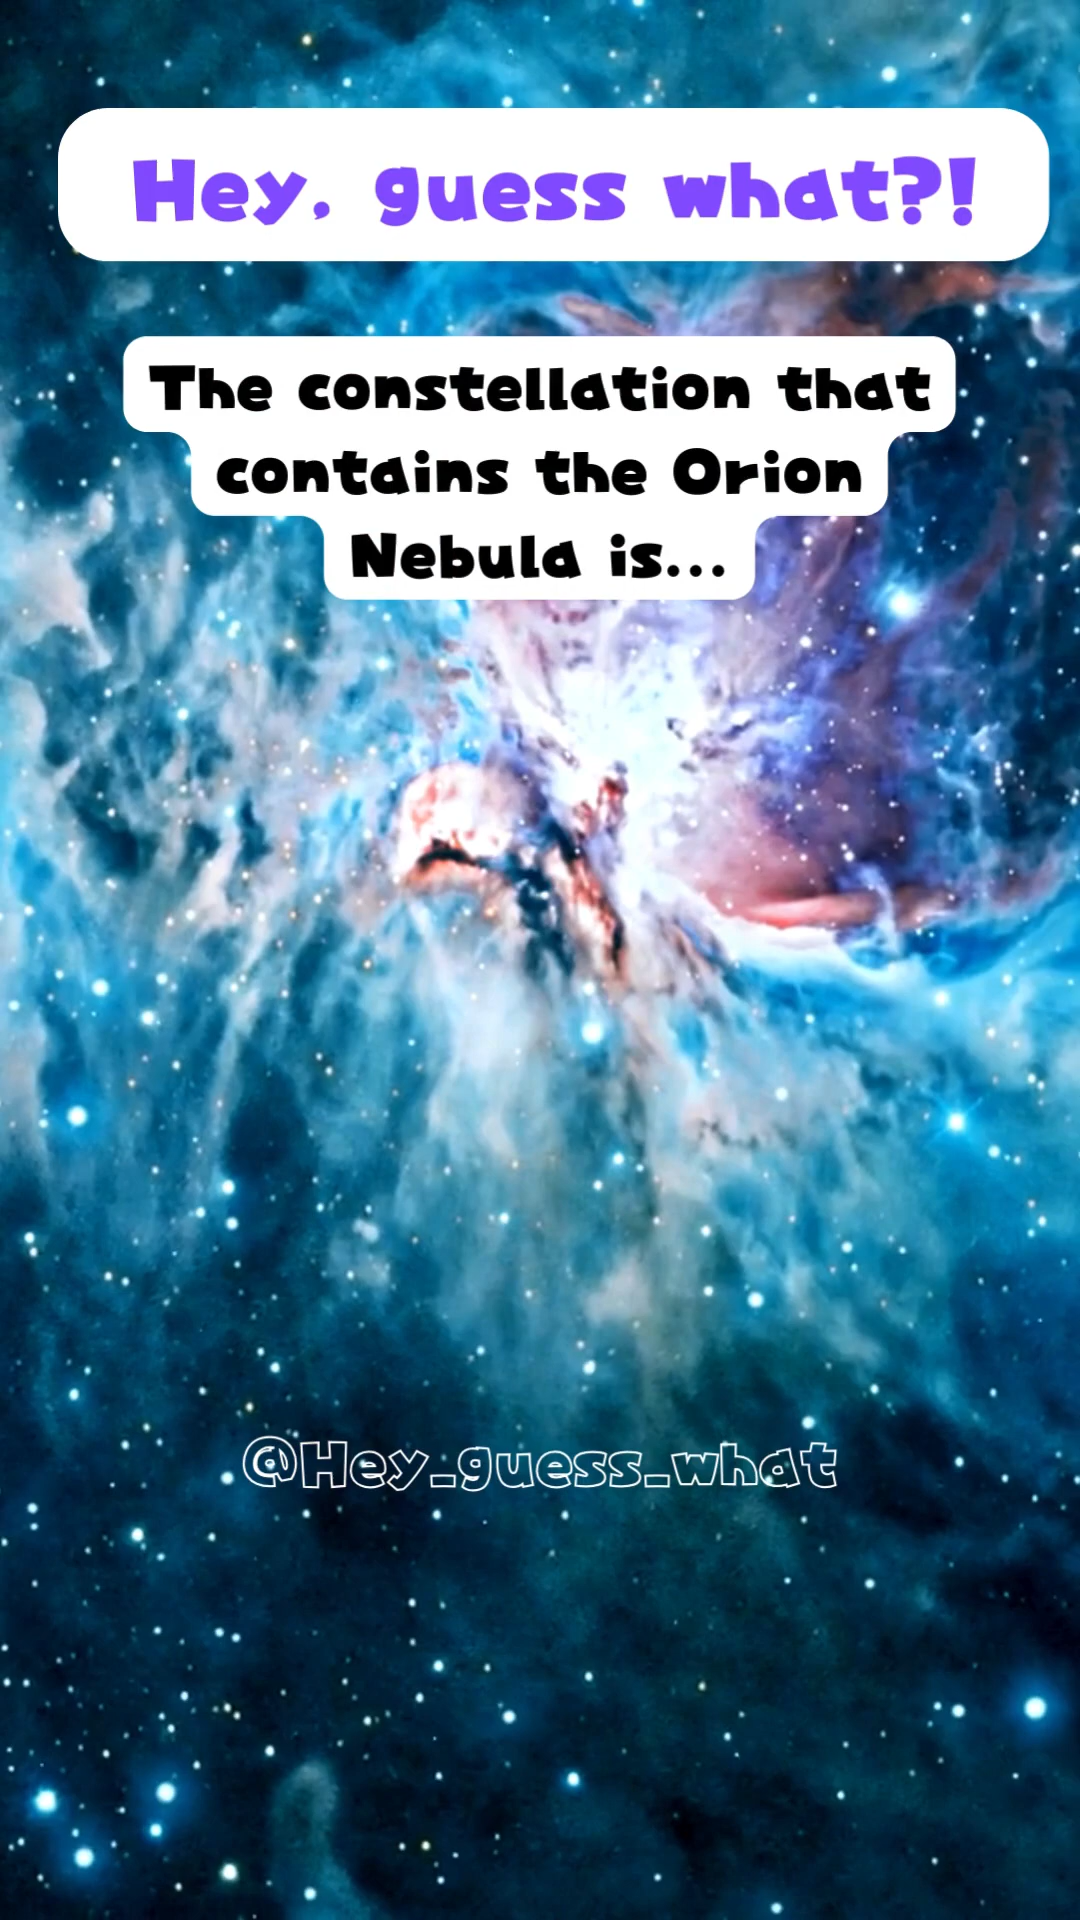 Hey, guess what?!
The constellation that
contains the Orion
Nebula is...
@Hey_guess_what